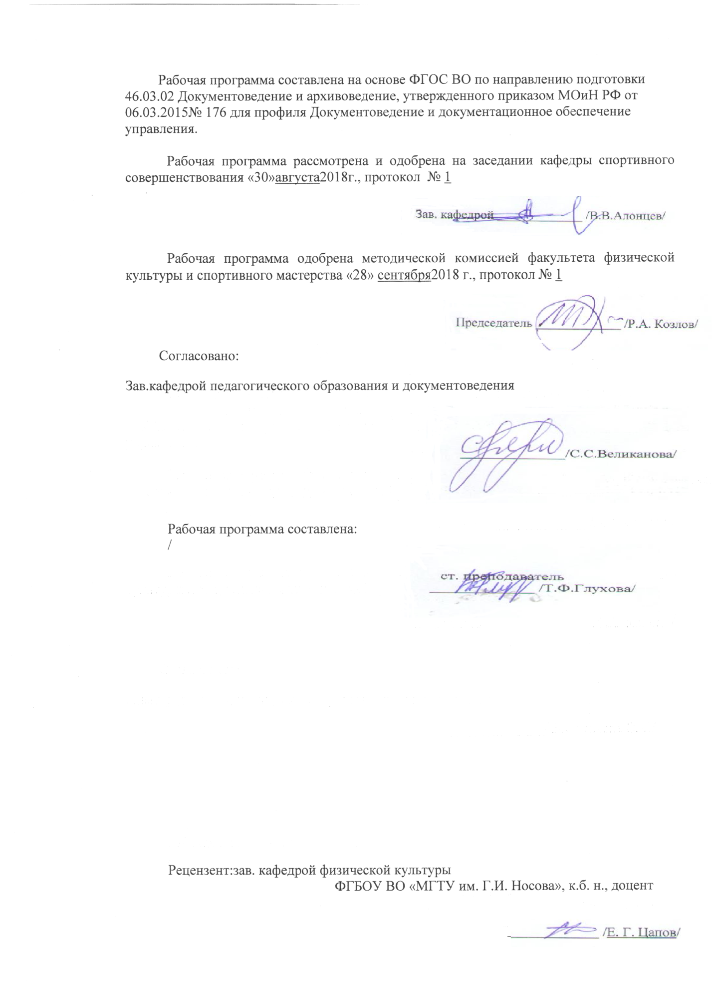 Рабочая программа составлена на основе ФГОС ВО по направлению подготовки
46.03.02 Документоведение и архивоведение, утвержденного приказом МОиН РФ от
06.03.2015№ 176 для профиля Документоведение и документационное обеспечение
управления.
Рабочая программа рассмотрена и одобрена на заседании кафедры спортивного
совершенствования «30»августа2018г., протокол № 1
Зав. кафедрой /В.В.Алонцев/
Рабочая программа одобрена методической комиссией факультета физической
культуры и спортивного мастерства «28» сентября2018 г., протокол № 1
Председатель /Р.А. Козлов/
Согласовано:
Зав.кафедрой педагогического образования и документоведения
/С.С.Великанова/
Рабочая программа составлена:
/
ст. преподаватель
/Т.Ф.Глухова/
Рецензент:зав. кафедрой физической культуры
ФГБОУ ВО «МГТУ им. Г.И. Носова», к.б. н., доцент
/Е. Г. Цапов/